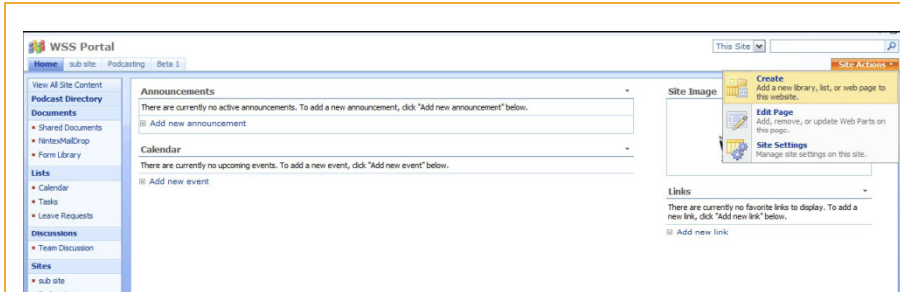 WSS Portal
This Site
Home sub site Podcasting Beta 1
Site Actions
View All Site Content
Podcast Directory
Documents
Shared Documents
NintexMailDrop
Form Library
Lists
Calendar
Tasks
Leave Requests
Discussions
Team Discussion
Sites
sub site
Announcements
There are currently no active announcements. To add a new announcement, click "Add new announcement" below.
Add new announcement
Calendar
There are currently no upcoming events. To add a new event, click "Add new event" below.
Add new event
Site Image
Create
Add a new library, list, or web page to
this website.
Edit Page
Add, remove, or update Web Parts on
this page.
Site Settings
Manage site settings on this site.
Links
There are currently no favorite links to display. To add a
new link, click "Add new link" below.
Add new link